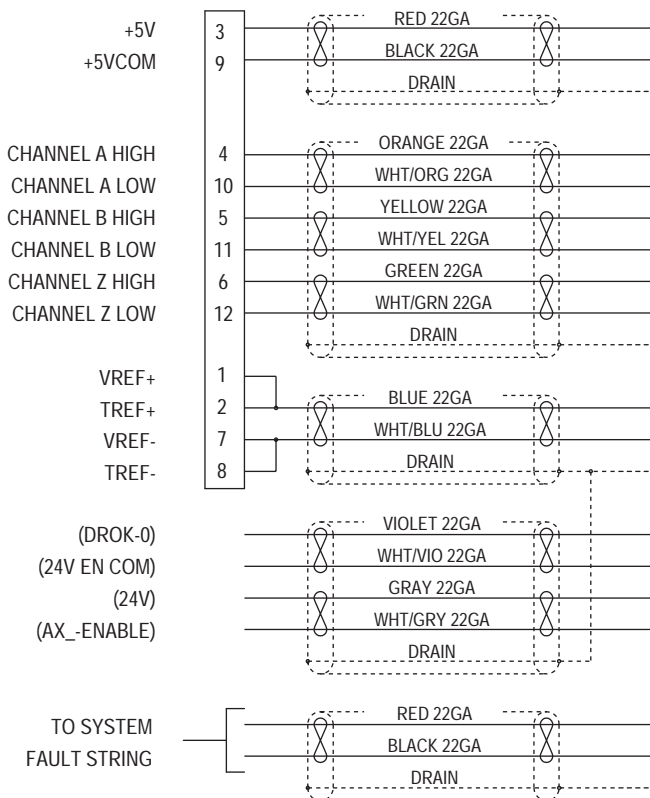 +5V 3 RED 22GA
+5VCOM 9 BLACK 22GA
DRAIN
CHANNEL A HIGH 4 ORANGE 22GA
CHANNEL A LOW 10 WHT/ORG 22GA
CHANNEL B HIGH 5 YELLOW 22GA
CHANNEL B LOW 11 WHT/YEL 22GA
CHANNEL Z HIGH 6 GREEN 22GA
CHANNEL Z LOW 12 WHT/GRN 22GA
DRAIN
VREF+ 1
TREF+ 2 BLUE 22GA
VREF- 7 WHT/BLU 22GA
TREF- 8 DRAIN
(DROK-0) VIOLET 22GA
(24V EN COM) WHT/VIO 22GA
(24V) GRAY 22GA
(AX_-ENABLE) WHT/GRY 22GA
DRAIN
TO SYSTEM RED 22GA
FAULT STRING BLACK 22GA
DRAIN